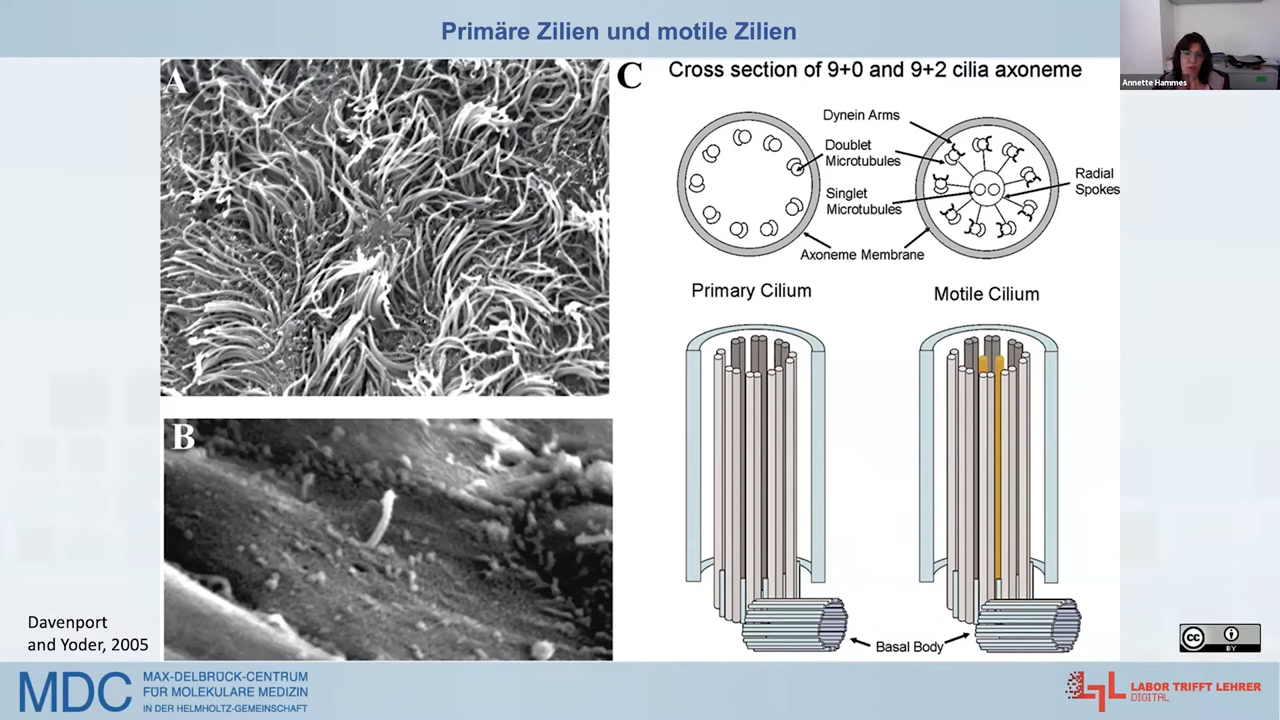 Primäre Zilien und motile Zilien
Annette Hammes
A
B
C
Cross section of 9+0 and 9+2 cilia axoneme
Dynein Arms
Doublet
Microtubules
Singlet
Microtubules
Radial
Spokes
Axoneme Membrane
Primary Cilium
Motile Cilium
Basal Body
Davenport
and Yoder, 2005
CC
BY
MDC
MAX-DELBRÜCK-CENTRUM
FÜR MOLEKULARE MEDIZIN
IN DER HELMHOLTZ-GEMEINSCHAFT
LTL
LABOR TRIFFT LEHRER
DIGITAL